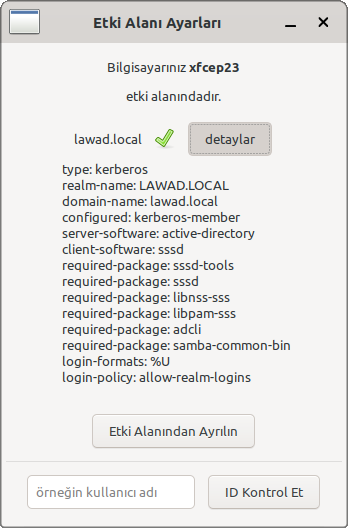 Etki Alanı Ayarları
Bilgisayarınız xfcep23
etki alanındadır.
lawad.local
detaylar
type: kerberos
realm-name: LAWAD.LOCAL
domain-name: lawad.local
configured: kerberos-member
server-software: active-directory
client-software: sssd
required-package: sssd-tools
required-package: sssd
required-package: libnss-sss
required-package: libpam-sss
required-package: adcli
required-package: samba-common-bin
login-formats: %U
login-policy: allow-realm-logins
Etki Alanından Ayrılın
örneğin kullanıcı adı
ID Kontrol Et